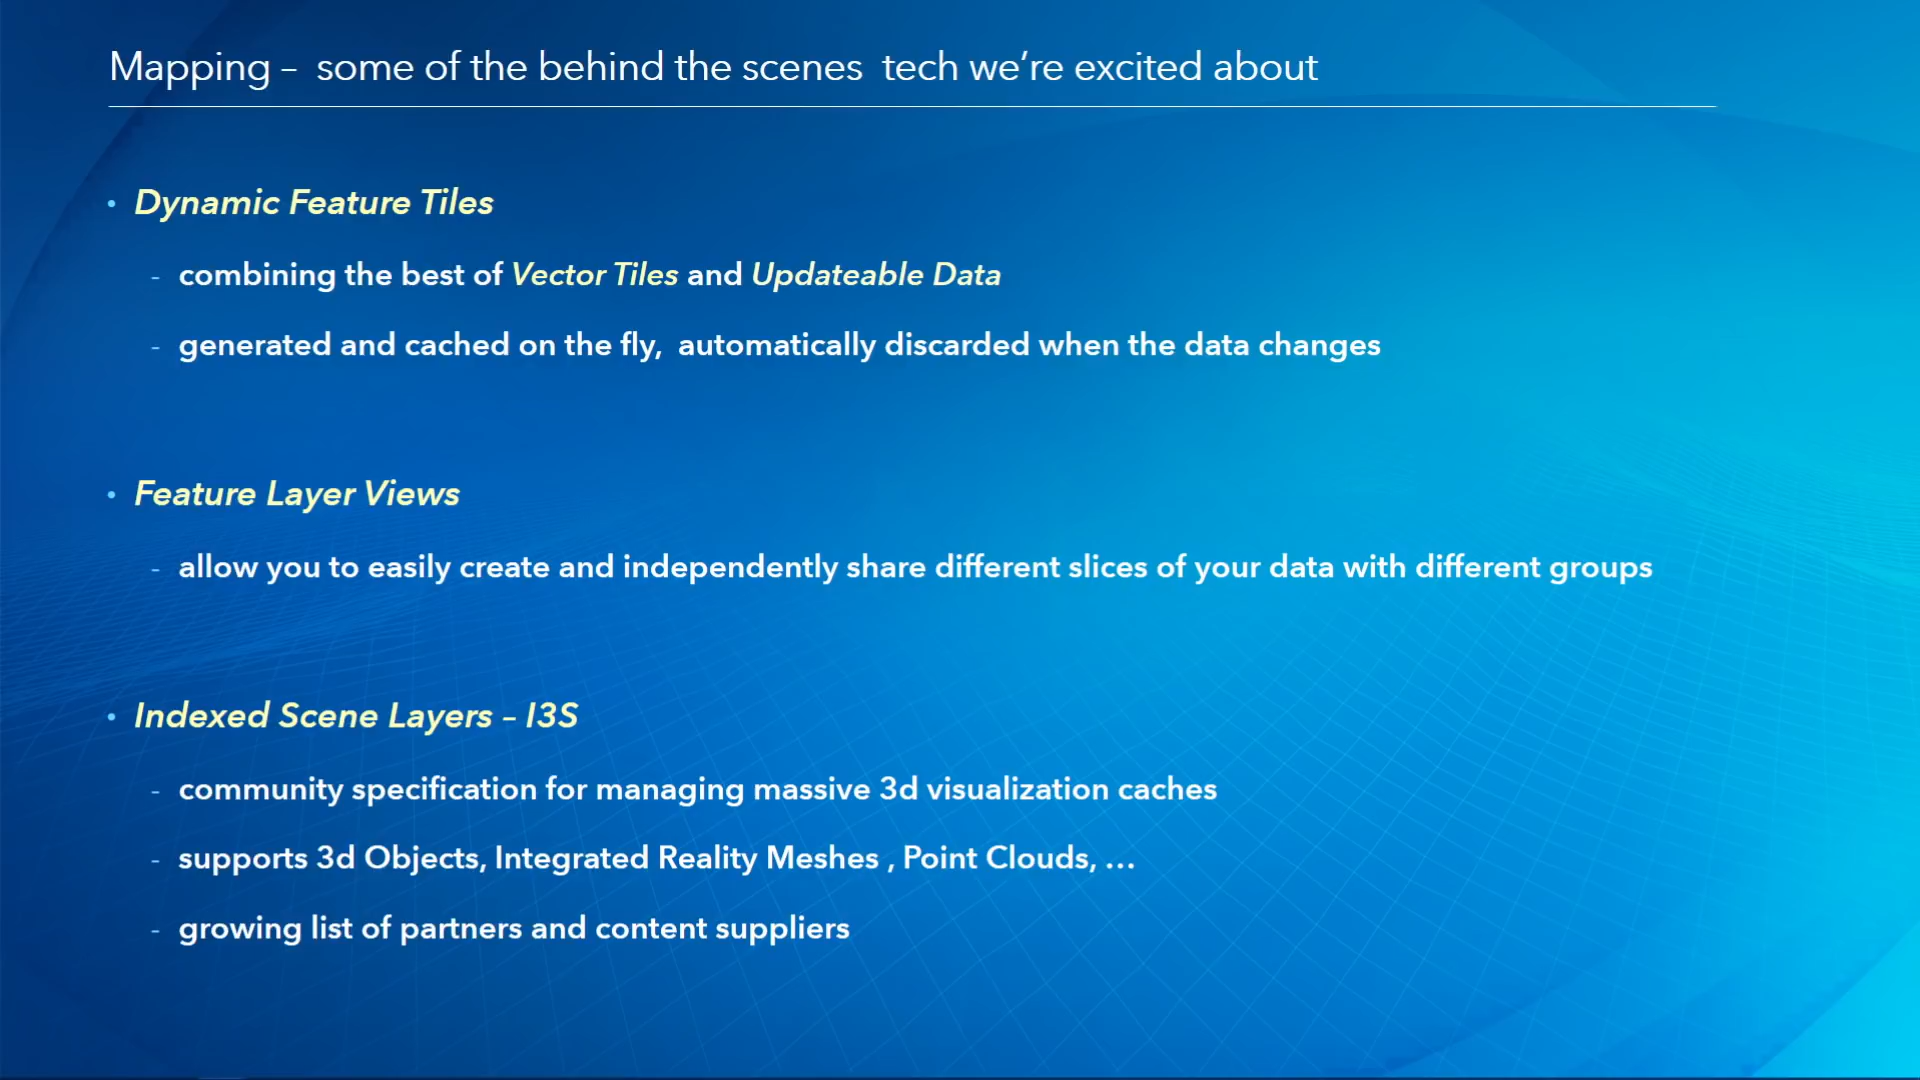 Mapping – some of the behind the scenes tech we're excited about
• Dynamic Feature Tiles
- combining the best of Vector Tiles and Updateable Data
- generated and cached on the fly, automatically discarded when the data changes
• Feature Layer Views
- allow you to easily create and independently share different slices of your data with different groups
• Indexed Scene Layers – I3S
- community specification for managing massive 3d visualization caches
- supports 3d Objects, Integrated Reality Meshes , Point Clouds, ...
- growing list of partners and content suppliers